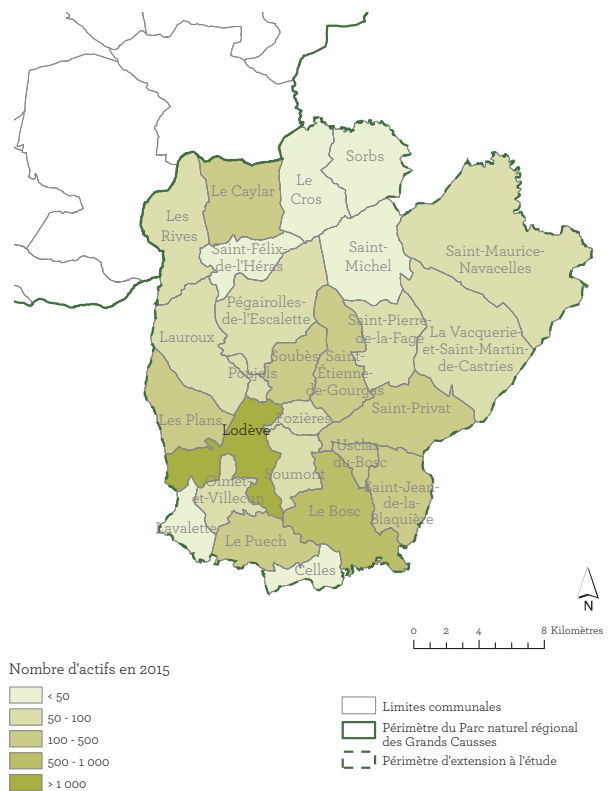 Sorbs
Le
Cros
Le Caylar
Les
Rives
Saint-Félix-
de-l'Héras
Saint-
Michel
Saint-Maurice-
Navacelles
Pégairolles-
de-l'Escalette
Saint-Pierre-
de-la-Fage
La Vacquerie-
et-Saint-Martin-
de-Castries
Lauroux
Soubès
Saint-
Étienne-
de-Gourgas
Poujols
Saint-Privat
Les Plans
Fozières
Lodève
Usclas
du-Bosc
Soumont
Olmet-
et-Villecun
Saint-Jean-
de-la-
Blaquière
Le Bosc
Lavalette
Le Puech
Celles
N
0 2 4 8 Kilomètres
Nombre d'actifs en 2015
< 50
50 - 100
100 - 500
500 - 1 000
> 1 000
Limites communales
Périmètre du Parc naturel régional
des Grands Causses
Périmètre d'extension à l'étude